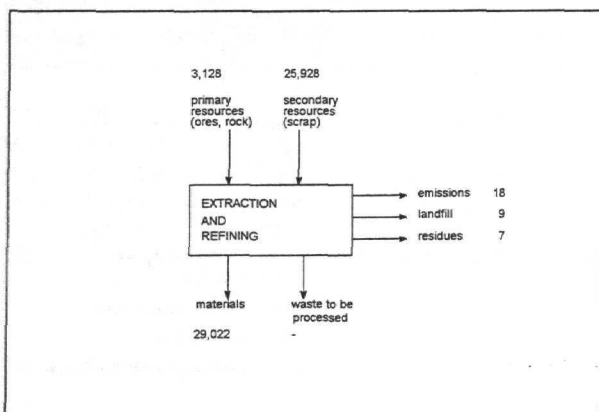 3,128 25,928
primary secondary
resources resources
(ores, rock) (scrap)
EXTRACTION
AND
REFINING
emissions 18
landfill 9
residues 7
materials waste to be
processed
29,022 -